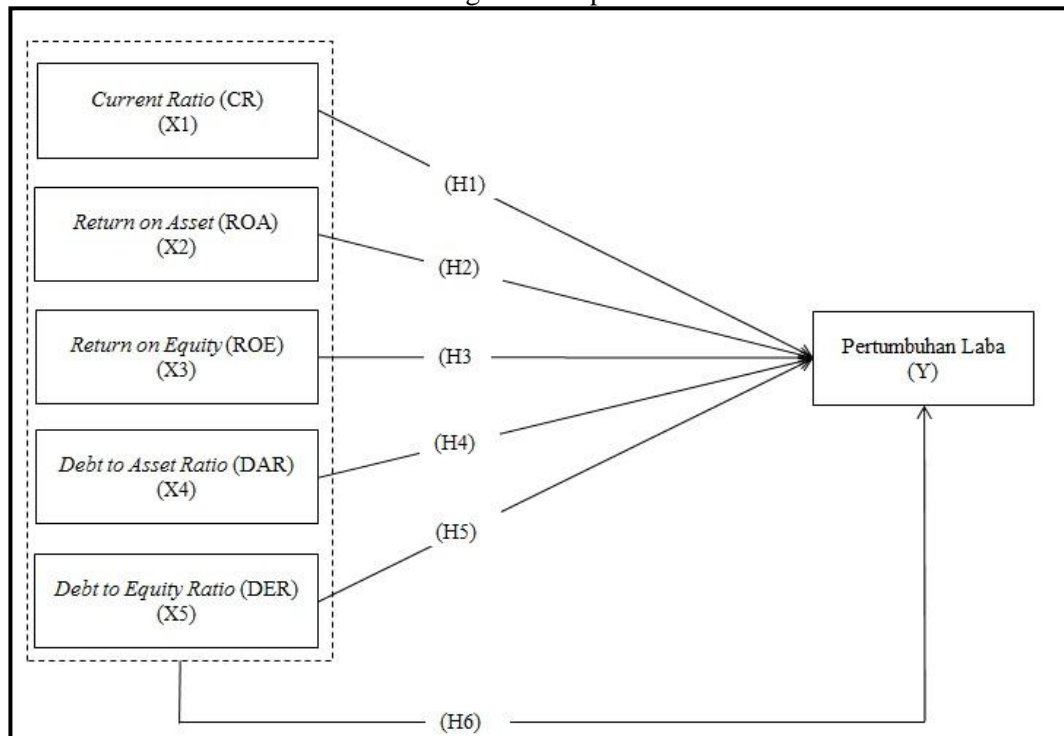 Current Ratio (CR)
(X1)
(H1)
Return on Asset (ROA)
(X2)
(H2)
Return on Equity (ROE)
(X3)
(H3
Pertumbuhan Laba
(Y)
Debt to Asset Ratio (DAR)
(X4)
(H4)
Debt to Equity Ratio (DER)
(X5)
(H5)
(H6)